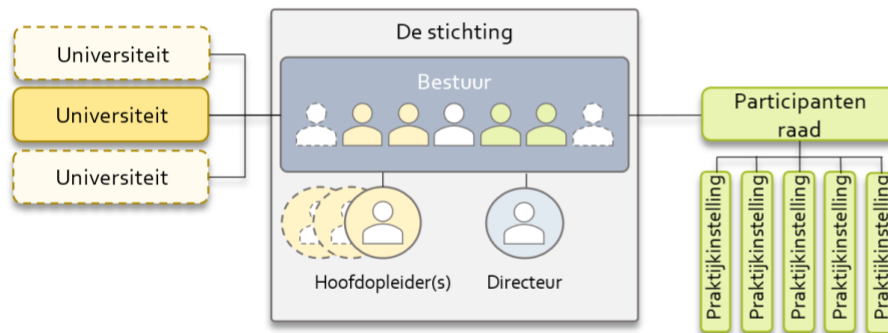 De stichting
Universiteit
Universiteit
Universiteit
Bestuur
Participanten
raad
Hoofdopleider(s)
Directeur
Praktijkinstelling
Praktijkinstelling
Praktijkinstelling
Praktijkinstelling
Praktijkinstelling